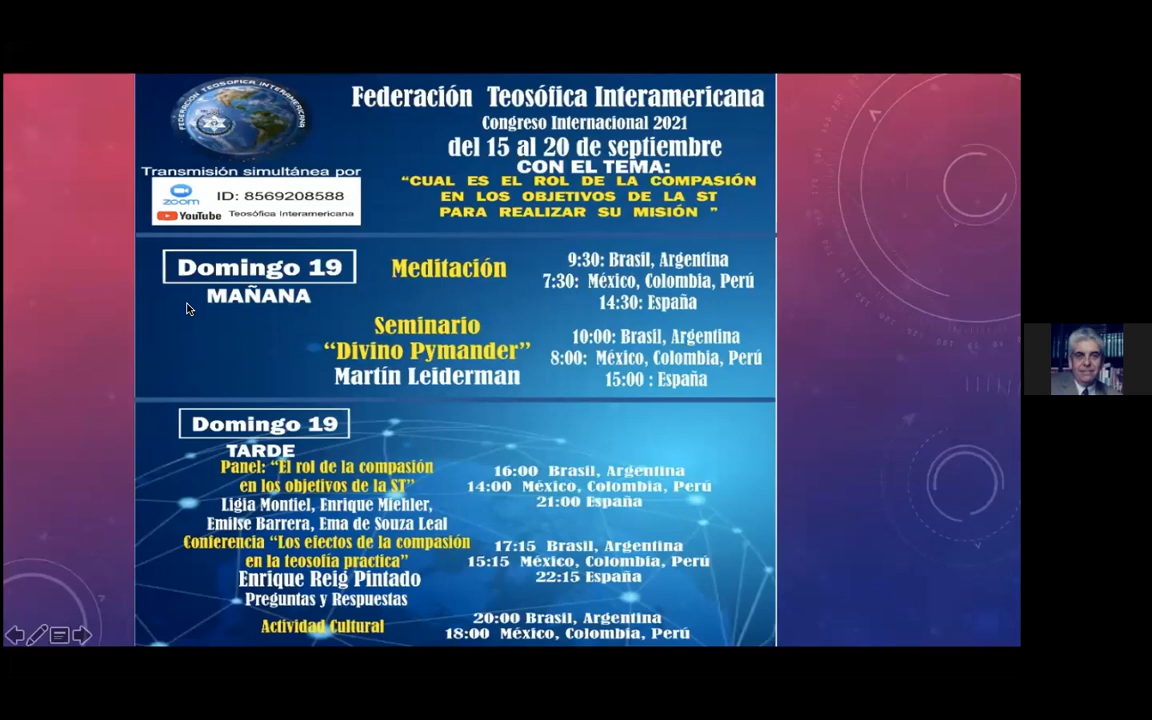 FEDERACIÓN TEOSÓFICA INTERAMERICANA
Federación Teosófica Interamericana
Congreso Internacional 2021
del 15 al 20 de septiembre
CON EL TEMA:
“CUAL ES EL ROL DE LA COMPASIÓN
EN LOS OBJETIVOS DE LA ST
PARA REALIZAR SU MISIÓN ”
Transmisión simultánea por
zoom ID: 8569208588
YouTube Teosófica Interamericana
Domingo 19
MAÑANA
Meditación
9:30: Brasil, Argentina
7:30: México, Colombia, Perú
14:30: España
Seminario
“Divino Pymander”
Martín Leiderman
10:00: Brasil, Argentina
8:00: México, Colombia, Perú
15:00 : España
Domingo 19
TARDE
Panel: “El rol de la compasión
en los objetivos de la ST”
Ligia Montiel, Enrique Miehler,
Emilse Barrera, Ema de Souza Leal
16:00 Brasil, Argentina
14:00 México, Colombia, Perú
21:00 España
Conferencia “Los efectos de la compasión
en la teosofía practica”
Enrique Reig Pintado
Preguntas y Respuestas
17:15 Brasil, Argentina
15:15 México, Colombia, Perú
22:15 España
Actividad Cultural
20:00 Brasil, Argentina
18:00 México, Colombia, Perú